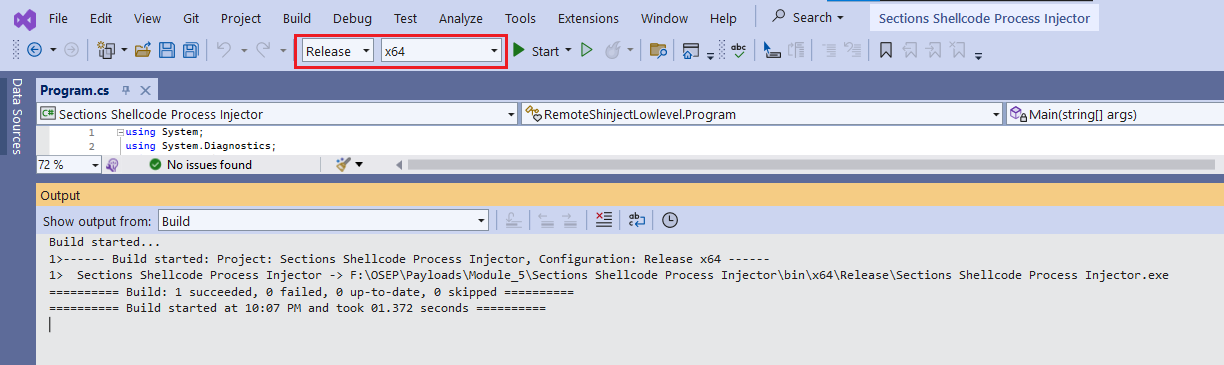 File Edit View Git Project Build Debug Test Analyze Tools Extensions Window Help Search Sections Shellcode Process Injector
Release x64 Start abc
Data Sources
Program.cs
C# Sections Shellcode Process Injector RemoteShinjectLowlevel.Program Main(string[] args)
1 using System;
2 using System.Diagnostics;
72 % No issues found
Output
Show output from: Build
Build started...
1>------ Build started: Project: Sections Shellcode Process Injector, Configuration: Release x64 ------
1> Sections Shellcode Process Injector -> F:\OSEP\Payloads\Module_5\Sections Shellcode Process Injector\bin\x64\Release\Sections Shellcode Process Injector.exe
========== Build: 1 succeeded, 0 failed, 0 up-to-date, 0 skipped ==========
========== Build started at 10:07 PM and took 01.372 seconds ==========